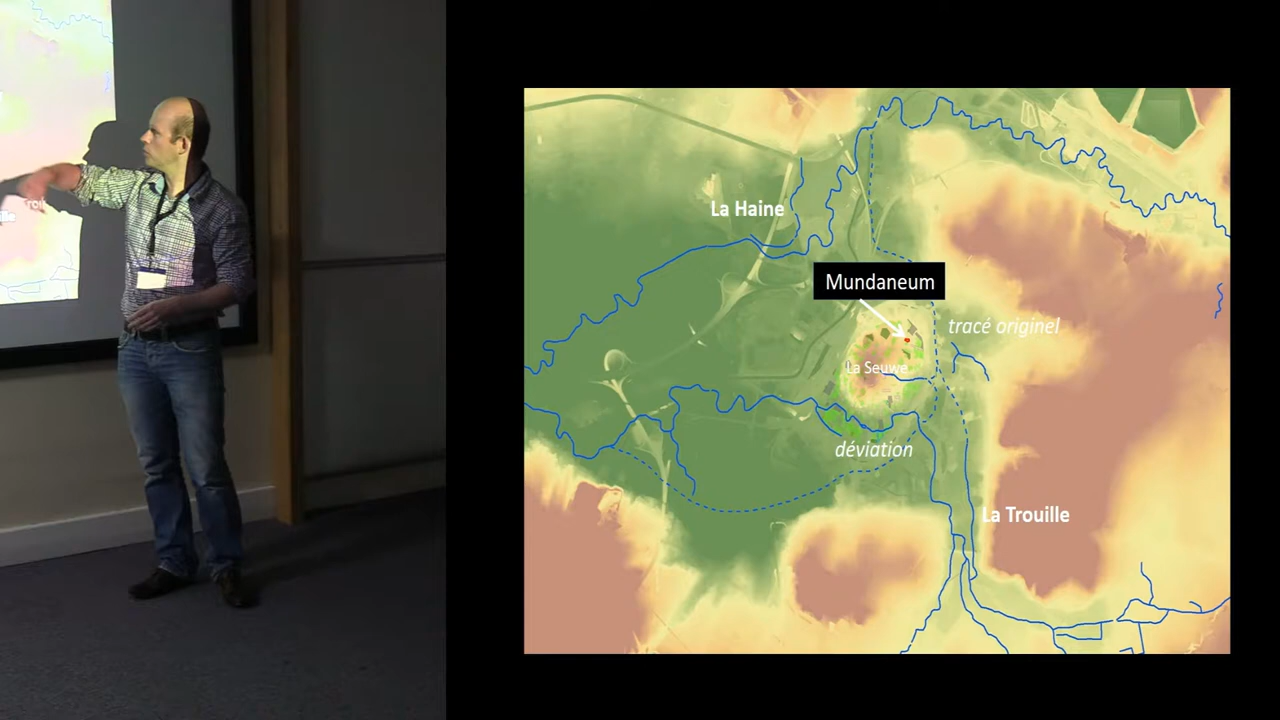 La Haine
Mundaneum
tracé originel
La Seuwe
déviation
La Trouille